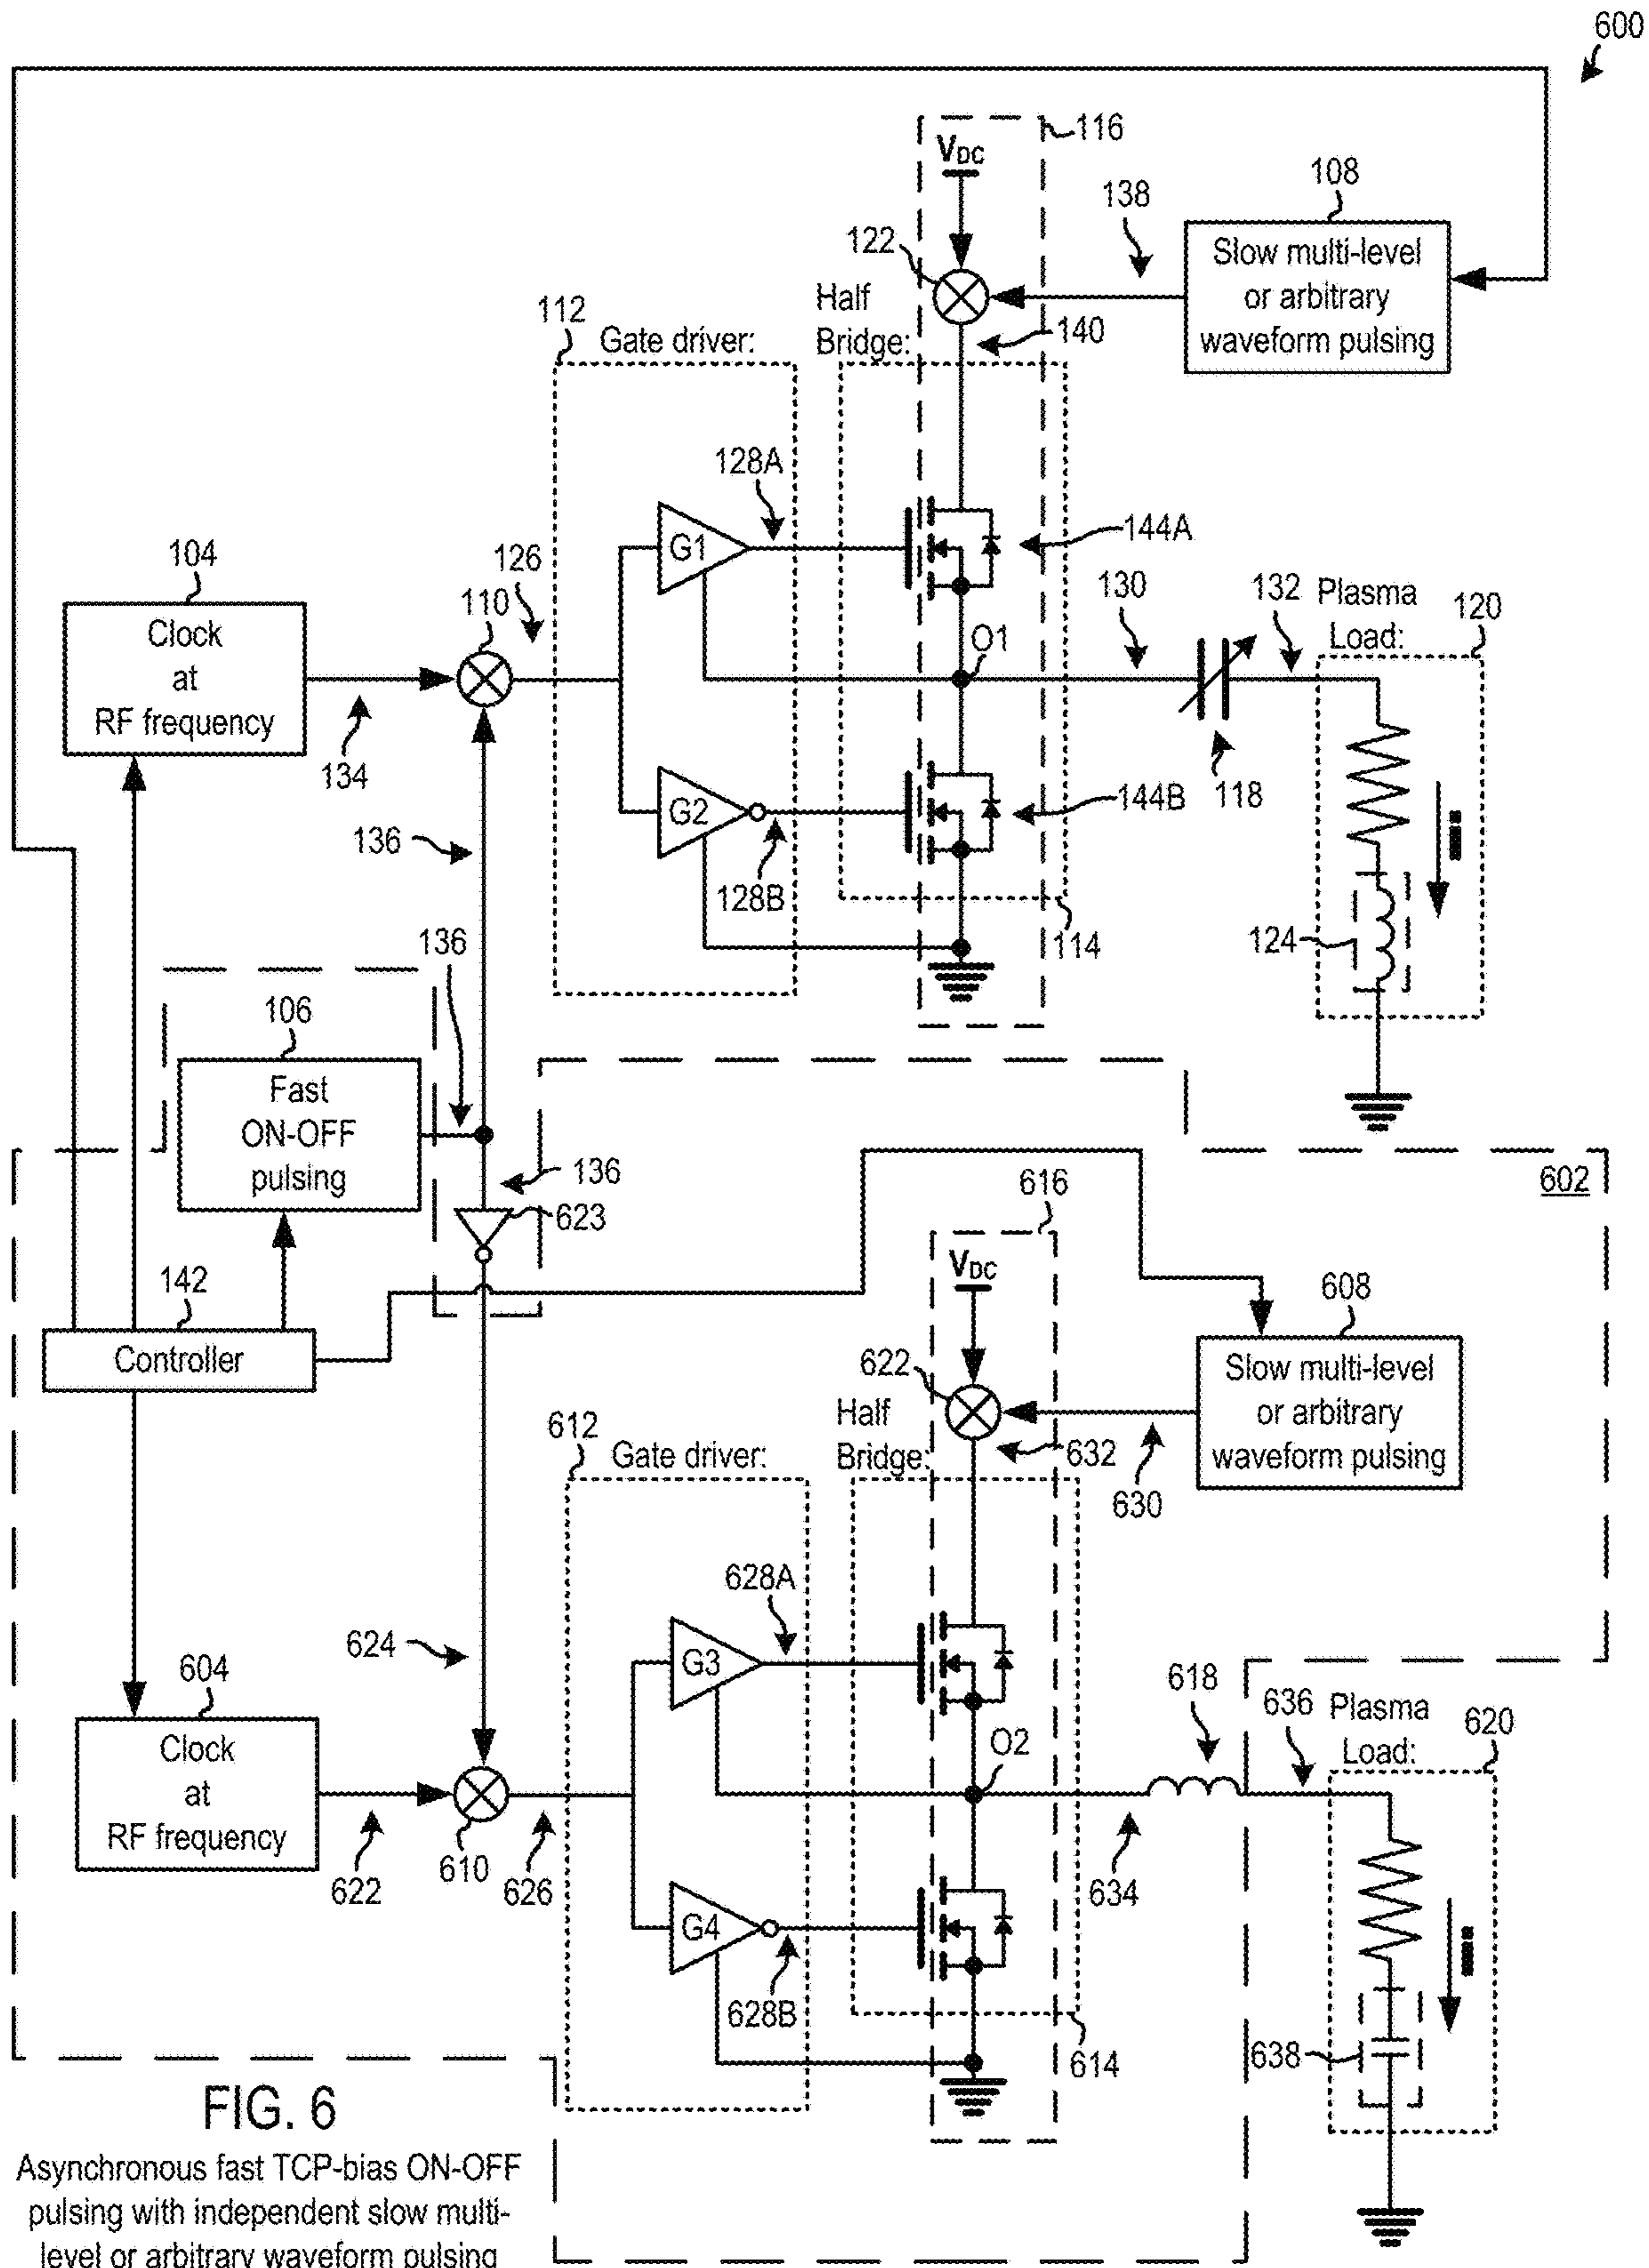 600
116
VDC
108
138
Slow multi-level
or arbitrary
waveform pulsing
122
Half
Bridge:
140
112
Gate driver:
128A
G1
144A
104
126
110
Clock
at
RF frequency
134
O1
130
132
Plasma
Load:
120
118
G2
144B
136
128B
114
124
136
106
Fast
ON-OFF
pulsing
136
623
602
616
VDC
142
Controller
608
Slow multi-level
or arbitrary
waveform pulsing
622
Half
Bridge:
632
630
612
Gate driver:
628A
G3
624
604
Clock
at
RF frequency
622
610
626
O2
618
636
Plasma
Load:
620
634
G4
628B
614
638
FIG. 6
Asynchronous fast TCP-bias ON-OFF
pulsing with independent slow multi-
level or arbitrary waveform pulsing